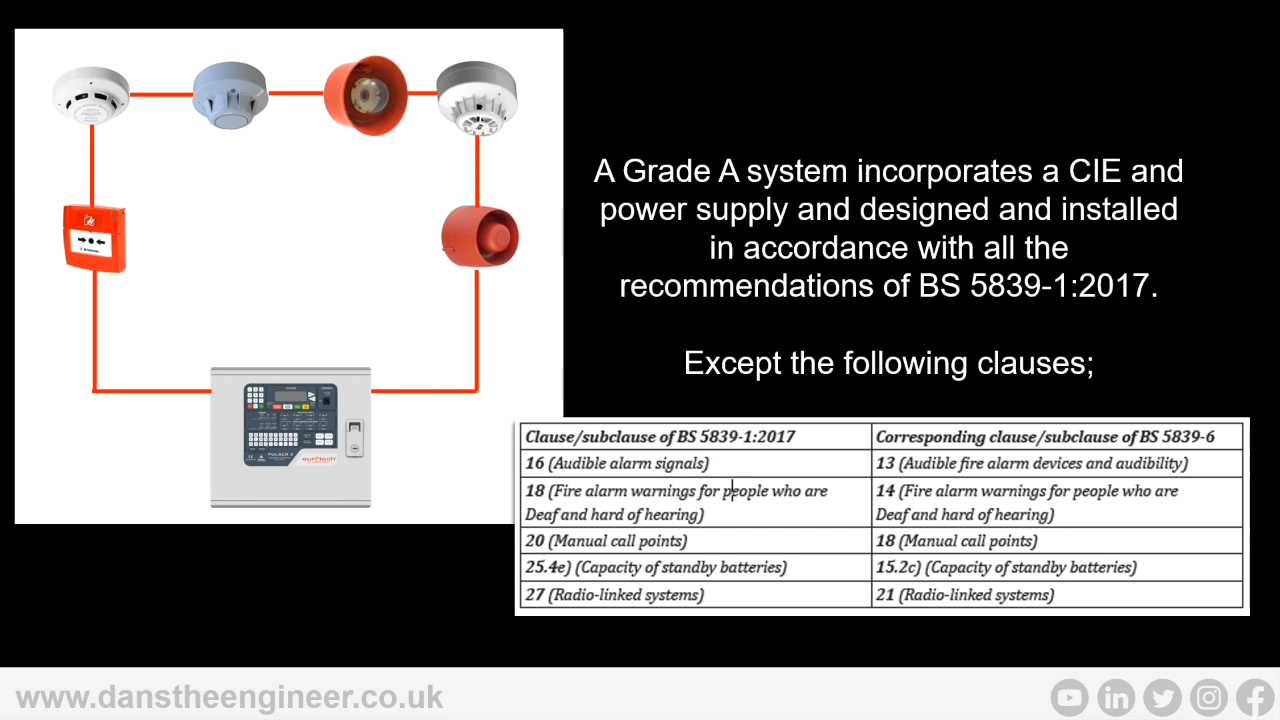 A Grade A system incorporates a CIE and
power supply and designed and installed
in accordance with all the
recommendations of BS 5839-1:2017.
Except the following clauses;
Clause/subclause of BS 5839-1:2017 Corresponding clause/subclause of BS 5839-6
16 (Audible alarm signals) 13 (Audible fire alarm devices and audibility)
18 (Fire alarm warnings for people who are
Deaf and hard of hearing)
14 (Fire alarm warnings for people who are
Deaf and hard of hearing)
20 (Manual call points) 18 (Manual call points)
25.4e) (Capacity of standby batteries) 15.2c) (Capacity of standby batteries)
27 (Radio-linked systems) 21 (Radio-linked systems)
www.danstheengineer.co.uk